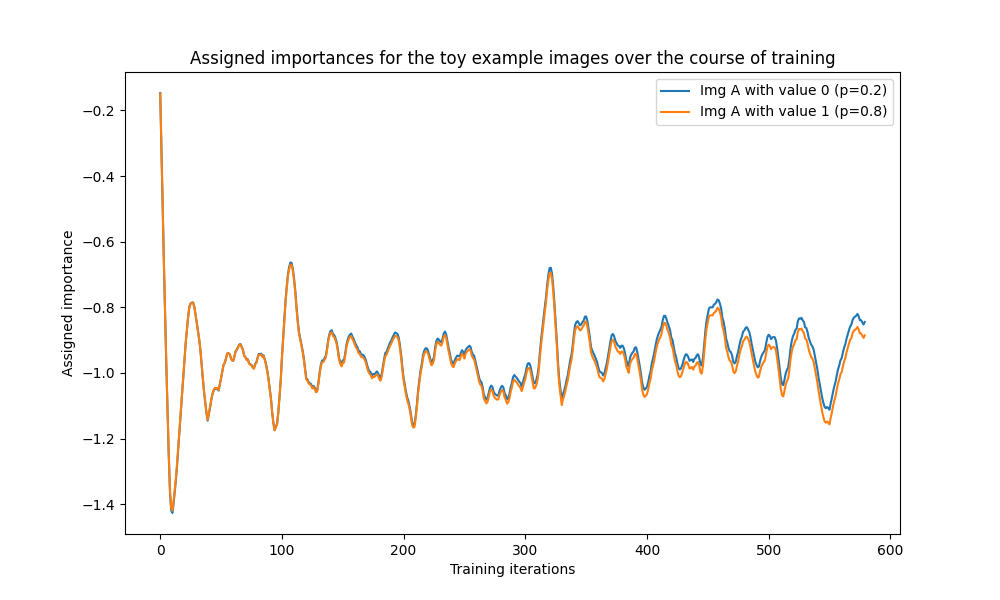 Assigned importances for the toy example images over the course of training
Img A with value 0 (p=0.2)
Img A with value 1 (p=0.8)
Assigned importance
−0.2
−0.4
−0.6
−0.8
−1.0
−1.2
−1.4
0 100 200 300 400 500 600
Training iterations